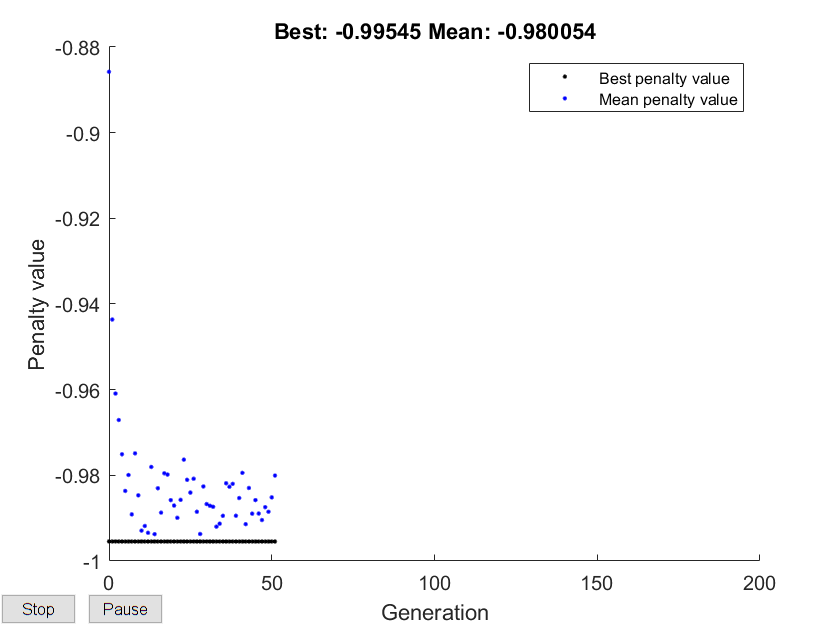 Best: -0.99545 Mean: -0.980054
-0.88
-0.9
-0.92
-0.94
-0.96
-0.98
-1
Penalty value
Best penalty value
Mean penalty value
0
50
100
150
200
Generation
Stop
Pause